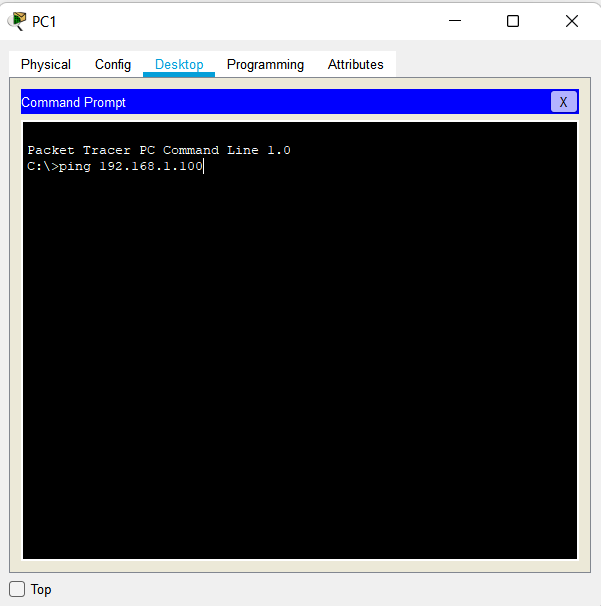 PC1
Physical Config Desktop Programming Attributes
Command Prompt X
Packet Tracer PC Command Line 1.0
C:\>ping 192.168.1.100
Top